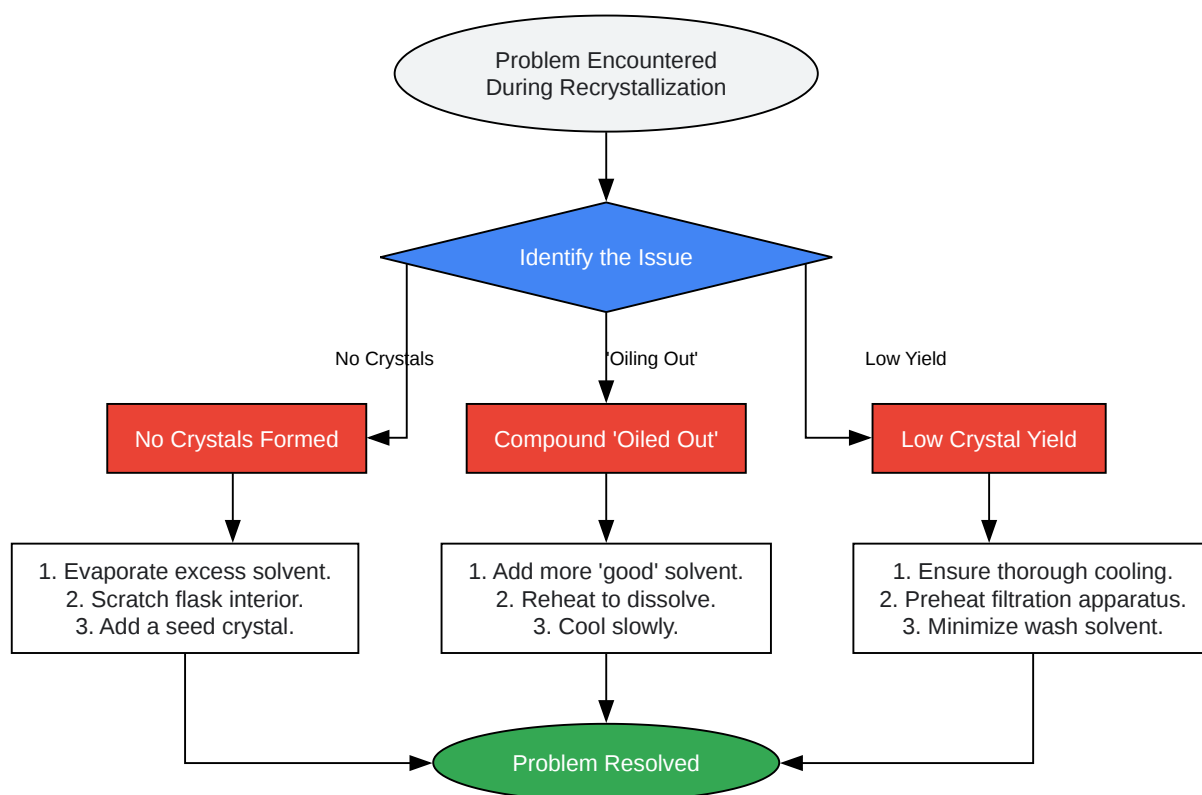 Problem Encountered
During Recrystallization
Identify the Issue
No Crystals
'Oiling Out'
Low Yield
No Crystals Formed
Compound 'Oiled Out'
Low Crystal Yield
1. Evaporate excess solvent.
2. Scratch flask interior.
3. Add a seed crystal.
1. Add more 'good' solvent.
2. Reheat to dissolve.
3. Cool slowly.
1. Ensure thorough cooling.
2. Preheat filtration apparatus.
3. Minimize wash solvent.
Problem Resolved